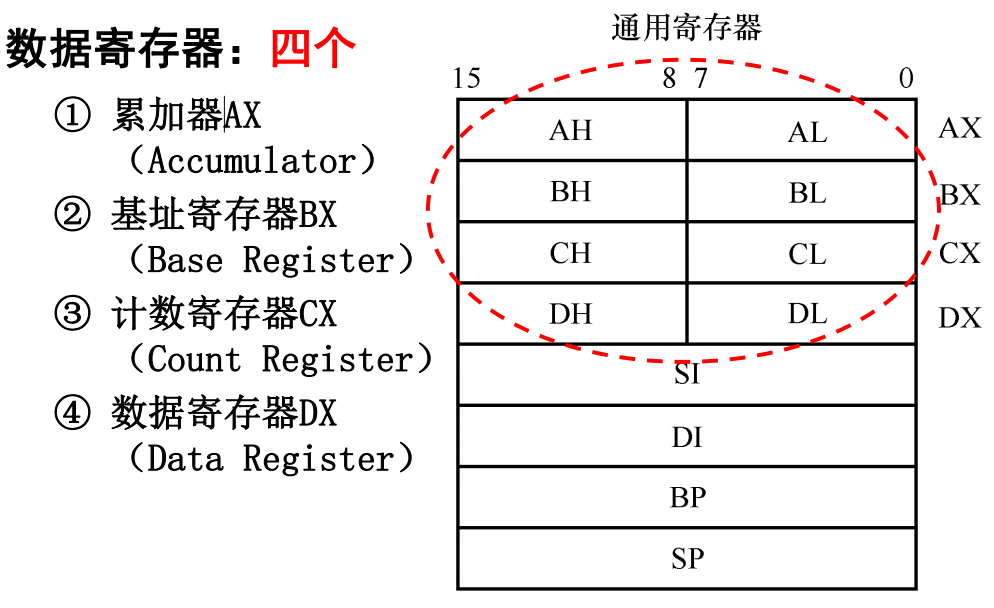 数据寄存器：四个
① 累加器AX
（Accumulator）
② 基址寄存器BX
（Base Register）
③ 计数寄存器CX
（Count Register）
④ 数据寄存器DX
（Data Register）
通用寄存器
15 8 7 0
AH AL AX
BH BL BX
CH CL CX
DH DL DX
SI
DI
BP
SP